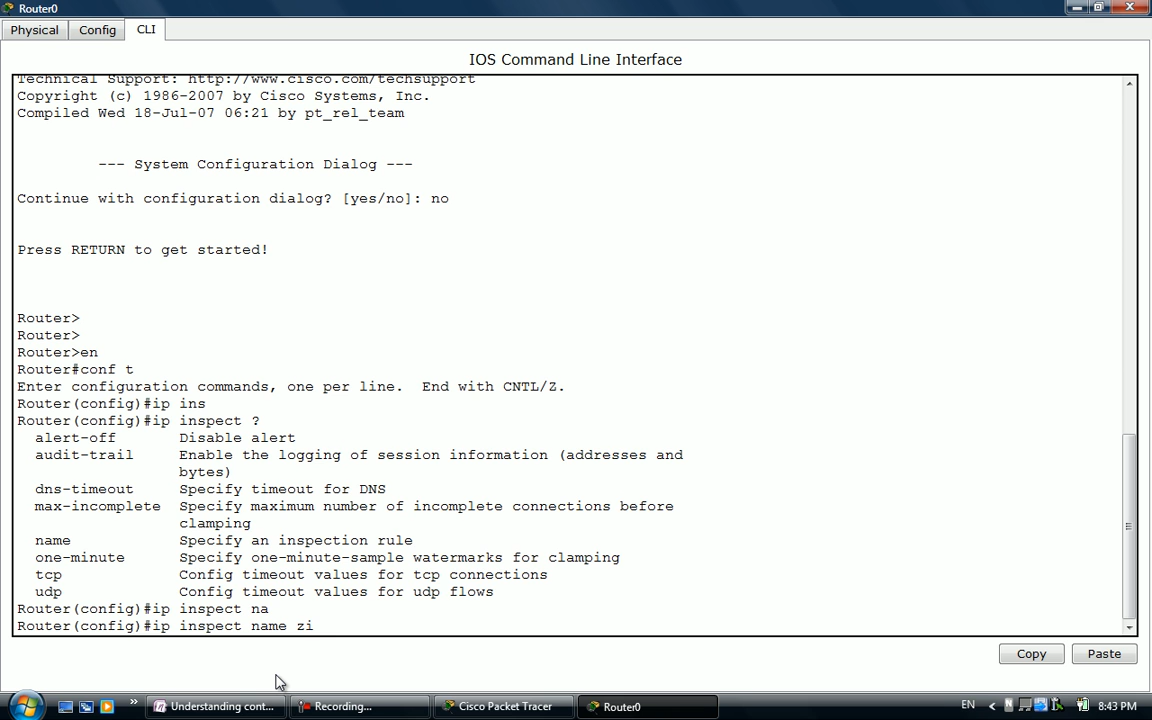 Router0
Physical
Config
CLI
IOS Command Line Interface
Technical Support: http://www.cisco.com/techsupport
Copyright (c) 1986-2007 by Cisco Systems, Inc.
Compiled Wed 18-Jul-07 06:21 by pt_rel_team
--- System Configuration Dialog ---
Continue with configuration dialog? [yes/no]: no
Press RETURN to get started!
Router>
Router>
Router>en
Router#conf t
Enter configuration commands, one per line.  End with CNTL/Z.
Router(config)#ip ins
Router(config)#ip inspect ?
alert-off Disable alert
audit-trail Enable the logging of session information (addresses and
bytes)
dns-timeout Specify timeout for DNS
max-incomplete Specify maximum number of incomplete connections before
clamping
name Specify an inspection rule
one-minute Specify one-minute-sample watermarks for clamping
tcp Config timeout values for tcp connections
udp Config timeout values for udp flows
Router(config)#ip inspect na
Router(config)#ip inspect name zi
Copy
Paste
Understanding cont...
Recording...
Cisco Packet Tracer
Router0
EN
8:43 PM